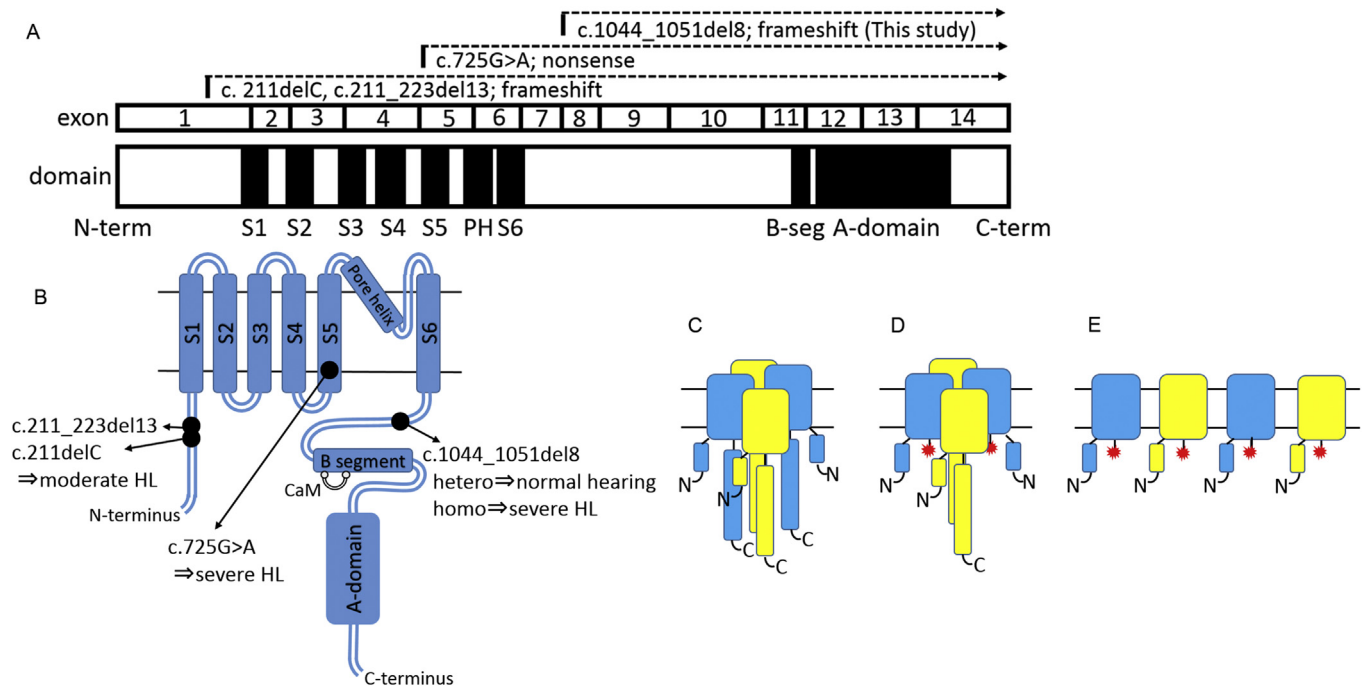 A
c.1044_1051del8; frameshift (This study)
c.725G>A; nonsense
c. 211delC, c.211_223del13; frameshift
exon 1 2 3 4 5 6 7 8 9 10 11 12 13 14
domain
N-term S1 S2 S3 S4 S5 PH S6 B-seg A-domain C-term
B
S1 S2 S3 S4 S5 Pore helix S6
c.211_223del13
c.211delC
⇒moderate HL
N-terminus
c.725G>A
⇒severe HL
B segment
CaM
c.1044_1051del8
hetero⇒normal hearing
homo⇒severe HL
A-domain
C-terminus
C
N
N
C
C
D
N
N
C
E
N
N
N
N